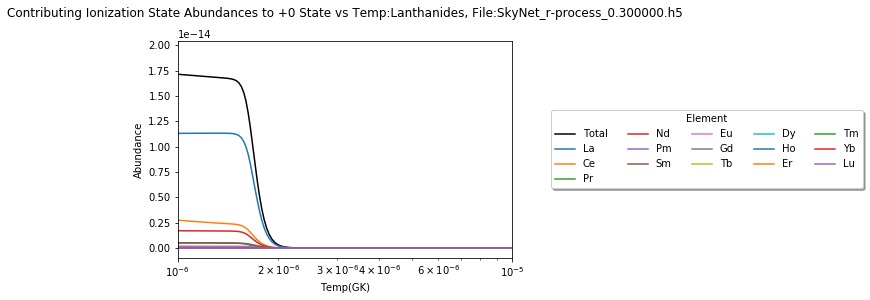 Contributing Ionization State Abundances to +0 State vs Temp:Lanthanides, File:SkyNet_r-process_0.300000.h5
1e−14
2.00
1.75
1.50
1.25
1.00
0.75
0.50
0.25
0.00
Abundance
10⁻⁶
2 × 10⁻⁶
3 × 10⁻⁶
4 × 10⁻⁶
6 × 10⁻⁶
10⁻⁵
Temp(GK)
Element
Total Nd Eu Dy Tm
La Pm Gd Ho Yb
Ce Sm Tb Er Lu
Pr